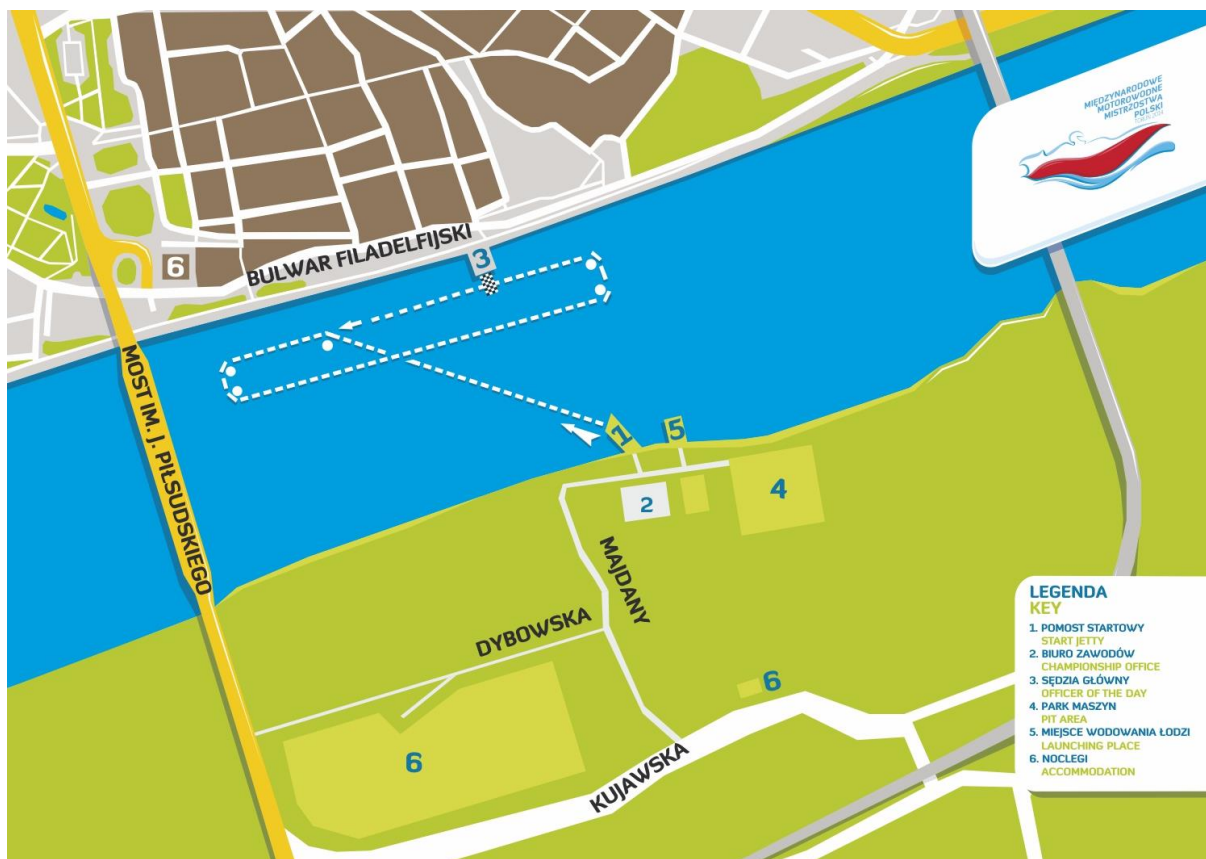 MIĘDZYNARODOWE
MOTOROWODNE
MISTRZOSTWA
POLSKI
TORUŃ 2014
6
BULWAR FILADELFIJSKI
3
MOST IM. J. PIŁSUDSKIEGO
1
5
2
4
MAJDANY
DYBOWSKA
6
6
KUJAWSKA
LEGENDA
KEY
1. POMOST STARTOWY
START JETTY
2. BIURO ZAWODÓW
CHAMPIONSHIP OFFICE
3. SĘDZIA GŁÓWNY
OFFICER OF THE DAY
4. PARK MASZYN
PIT AREA
5. MIEJSCE WODOWANIA ŁODZI
LAUNCHING PLACE
6. NOCLEGI
ACCOMMODATION